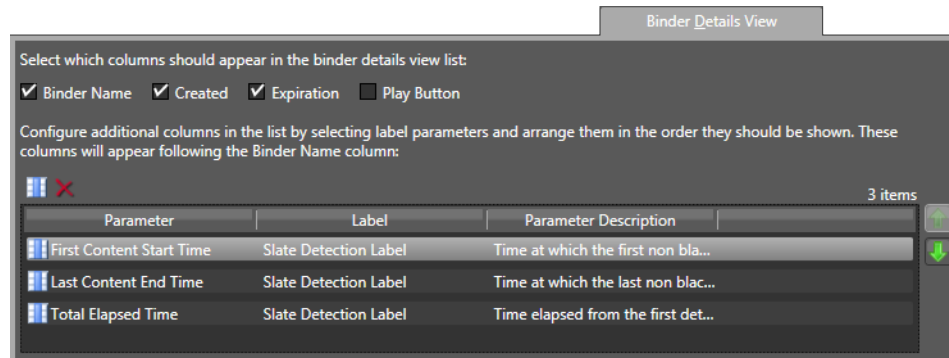 Binder Details View
Select which columns should appear in the binder details view list:
Binder Name Created Expiration Play Button
Configure additional columns in the list by selecting label parameters and arrange them in the order they should be shown. These
columns will appear following the Binder Name column:
3 items
Parameter Label Parameter Description
First Content Start Time Slate Detection Label Time at which the first non bla...
Last Content End Time Slate Detection Label Time at which the last non blac...
Total Elapsed Time Slate Detection Label Time elapsed from the first det...